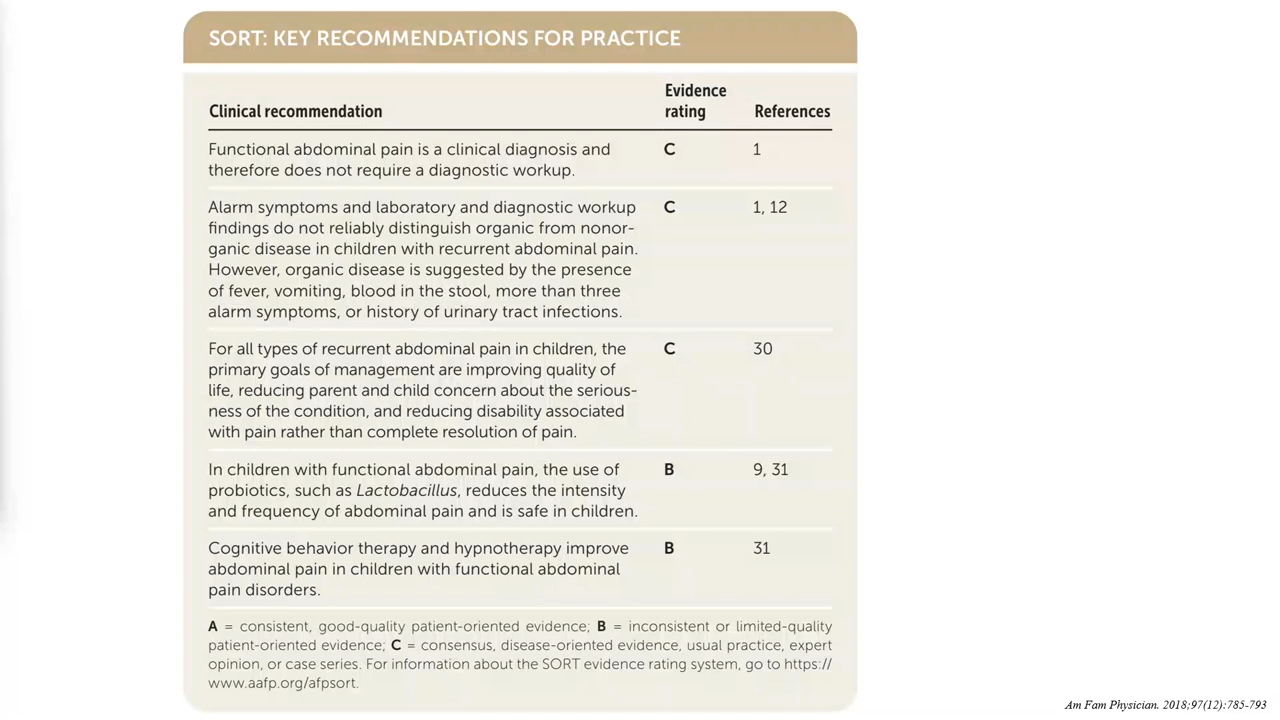 SORT: KEY RECOMMENDATIONS FOR PRACTICE
Clinical recommendation
Evidence rating
References
Functional abdominal pain is a clinical diagnosis and
therefore does not require a diagnostic workup.
C
1
Alarm symptoms and laboratory and diagnostic workup
findings do not reliably distinguish organic from nonor-
ganic disease in children with recurrent abdominal pain.
However, organic disease is suggested by the presence
of fever, vomiting, blood in the stool, more than three
alarm symptoms, or history of urinary tract infections.
C
1, 12
For all types of recurrent abdominal pain in children, the
primary goals of management are improving quality of
life, reducing parent and child concern about the serious-
ness of the condition, and reducing disability associated
with pain rather than complete resolution of pain.
C
30
In children with functional abdominal pain, the use of
probiotics, such as Lactobacillus, reduces the intensity
and frequency of abdominal pain and is safe in children.
B
9, 31
Cognitive behavior therapy and hypnotherapy improve
abdominal pain in children with functional abdominal
pain disorders.
B
31
A = consistent, good-quality patient-oriented evidence; B = inconsistent or limited-quality
patient-oriented evidence; C = consensus, disease-oriented evidence, usual practice, expert
opinion, or case series. For information about the SORT evidence rating system, go to https://
www.aafp.org/afpsort.
Am Fam Physician. 2018;97(12):785-793